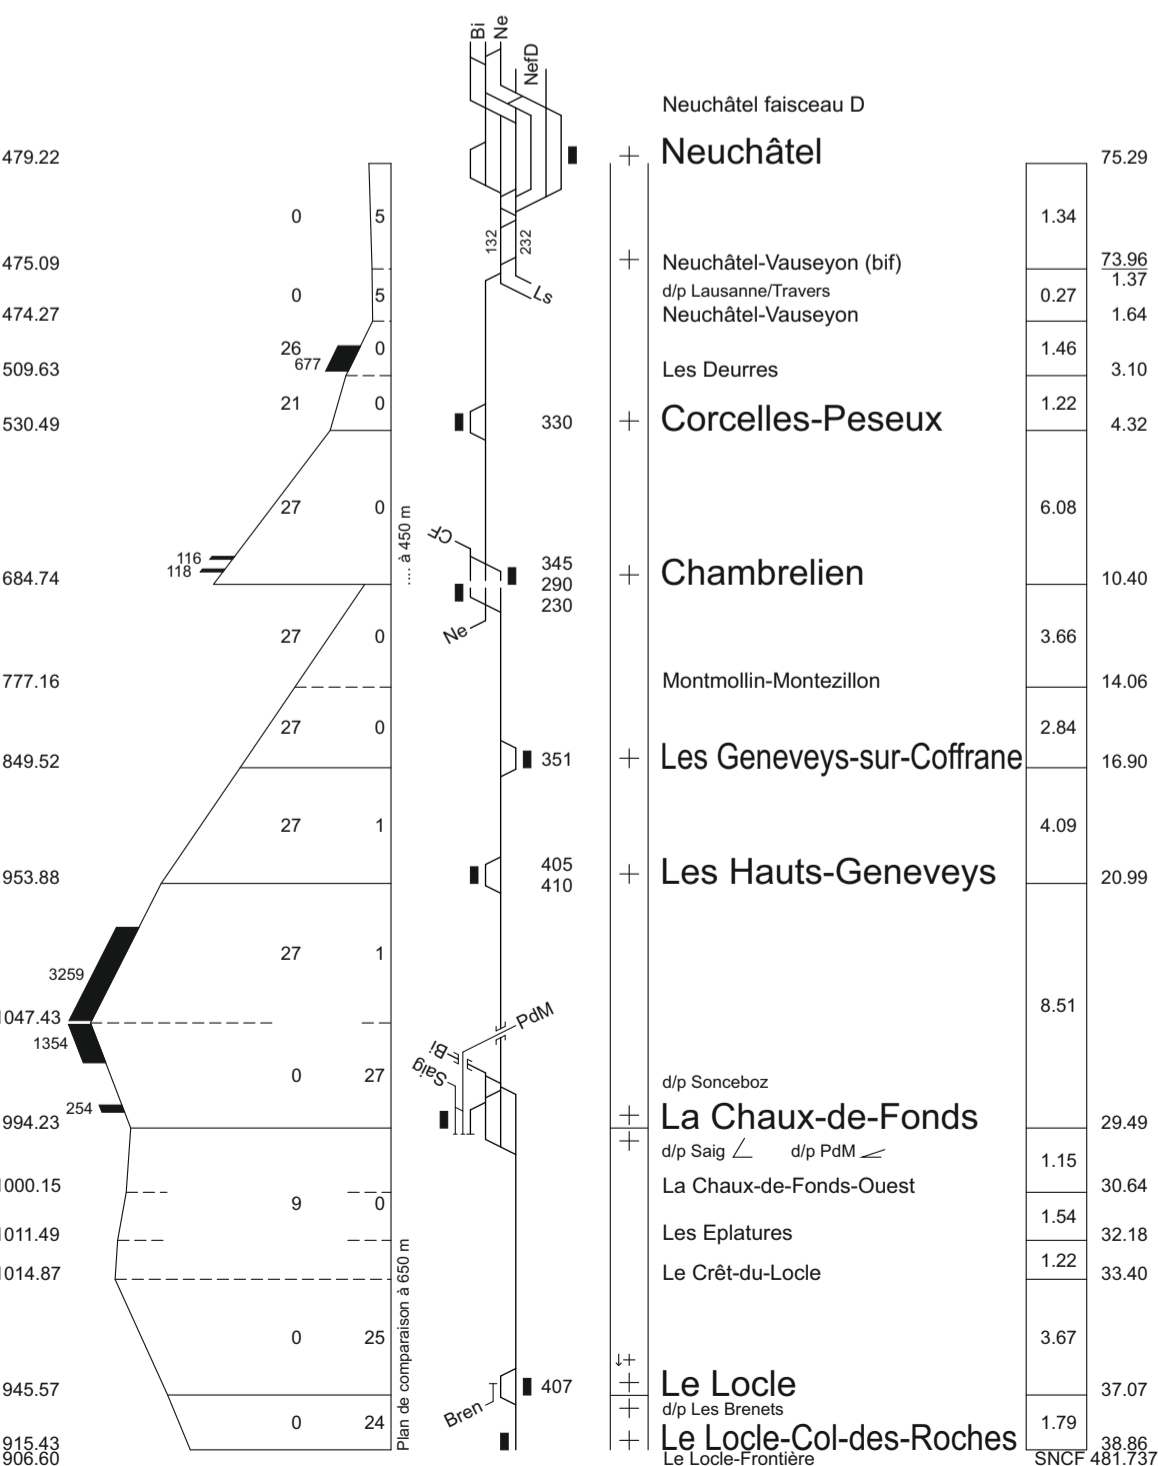 Bi Ne
NefD
Neuchâtel faisceau D
479.22 Neuchâtel 75.29
0 5 132 232 1.34
475.09 Neuchâtel-Vauseyon (bif) 73.96
1.37
Ls
0 5 d/p Lausanne/Travers 0.27
474.27 Neuchâtel-Vauseyon 1.64
26 0 1.46
677
509.63 Les Deurres 3.10
21 0 1.22
530.49 330 Corcelles-Peseux 4.32
27 0 6.08
.... à 450 m
CF
116 345
118
684.74 290 Chambrelien 10.40
230
Ne
27 0 3.66
777.16 Montmollin-Montezillon 14.06
27 0 2.84
849.52 351 Les Geneveys-sur-Coffrane 16.90
27 1 4.09
405
953.88 410 Les Hauts-Geneveys 20.99
27 1
3259
8.51
PdM
1047.43
1354 Bi
Saig
0 27 d/p Sonceboz
254
994.23 La Chaux-de-Fonds 29.49
d/p Saig d/p PdM 1.15
1000.15 La Chaux-de-Fonds-Ouest 30.64
9 0 1.54
1011.49 Les Eplatures 32.18
1.22
1014.87 Le Crêt-du-Locle 33.40
Plan de comparaison à 650 m
0 25 3.67
945.57 407 Le Locle 37.07
Bren d/p Les Brenets
0 24 1.79
915.43 Le Locle-Col-des-Roches 38.86
906.60 Le Locle-Frontière SNCF 481.737